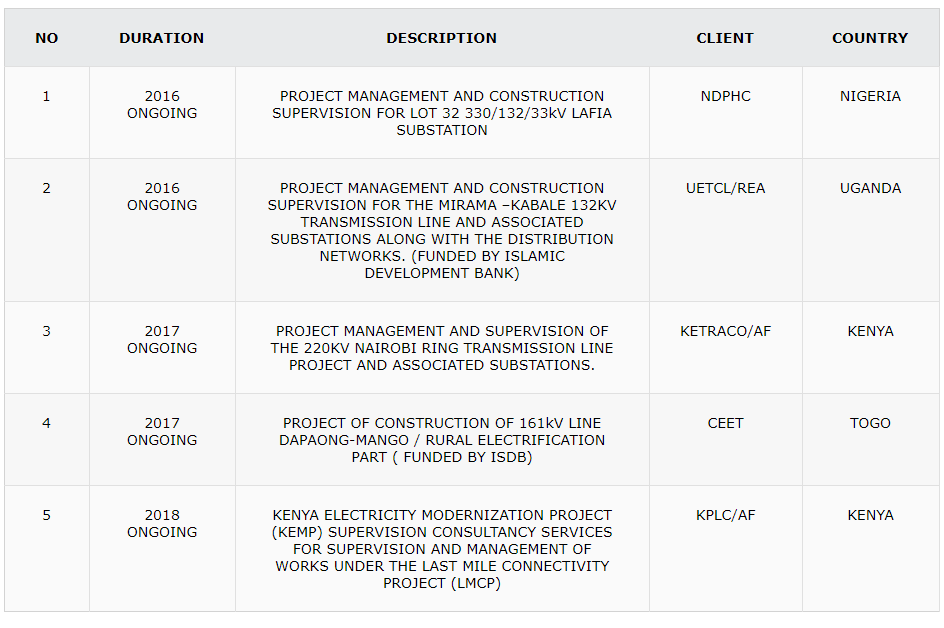 NO DURATION DESCRIPTION CLIENT COUNTRY
1 2016 PROJECT MANAGEMENT AND CONSTRUCTION NDPHC NIGERIA
ONGOING SUPERVISION FOR LOT 32 330/132/33kV LAFIA
SUBSTATION
2 2016 PROJECT MANAGEMENT AND CONSTRUCTION UETCL/REA UGANDA
ONGOING SUPERVISION FOR THE MIRAMA –KABALE 132KV
TRANSMISSION LINE AND ASSOCIATED
SUBSTATIONS ALONG WITH THE DISTRIBUTION
NETWORKS. (FUNDED BY ISLAMIC
DEVELOPMENT BANK)
3 2017 PROJECT MANAGEMENT AND SUPERVISION OF KETRACO/AF KENYA
ONGOING THE 220KV NAIROBI RING TRANSMISSION LINE
PROJECT AND ASSOCIATED SUBSTATIONS.
4 2017 PROJECT OF CONSTRUCTION OF 161kV LINE CEET TOGO
ONGOING DAPAONG-MANGO / RURAL ELECTRIFICATION
PART ( FUNDED BY ISDB)
5 2018 KENYA ELECTRICITY MODERNIZATION PROJECT KPLC/AF KENYA
ONGOING (KEMP) SUPERVISION CONSULTANCY SERVICES
FOR SUPERVISION AND MANAGEMENT OF
WORKS UNDER THE LAST MILE CONNECTIVITY
PROJECT (LMCP)